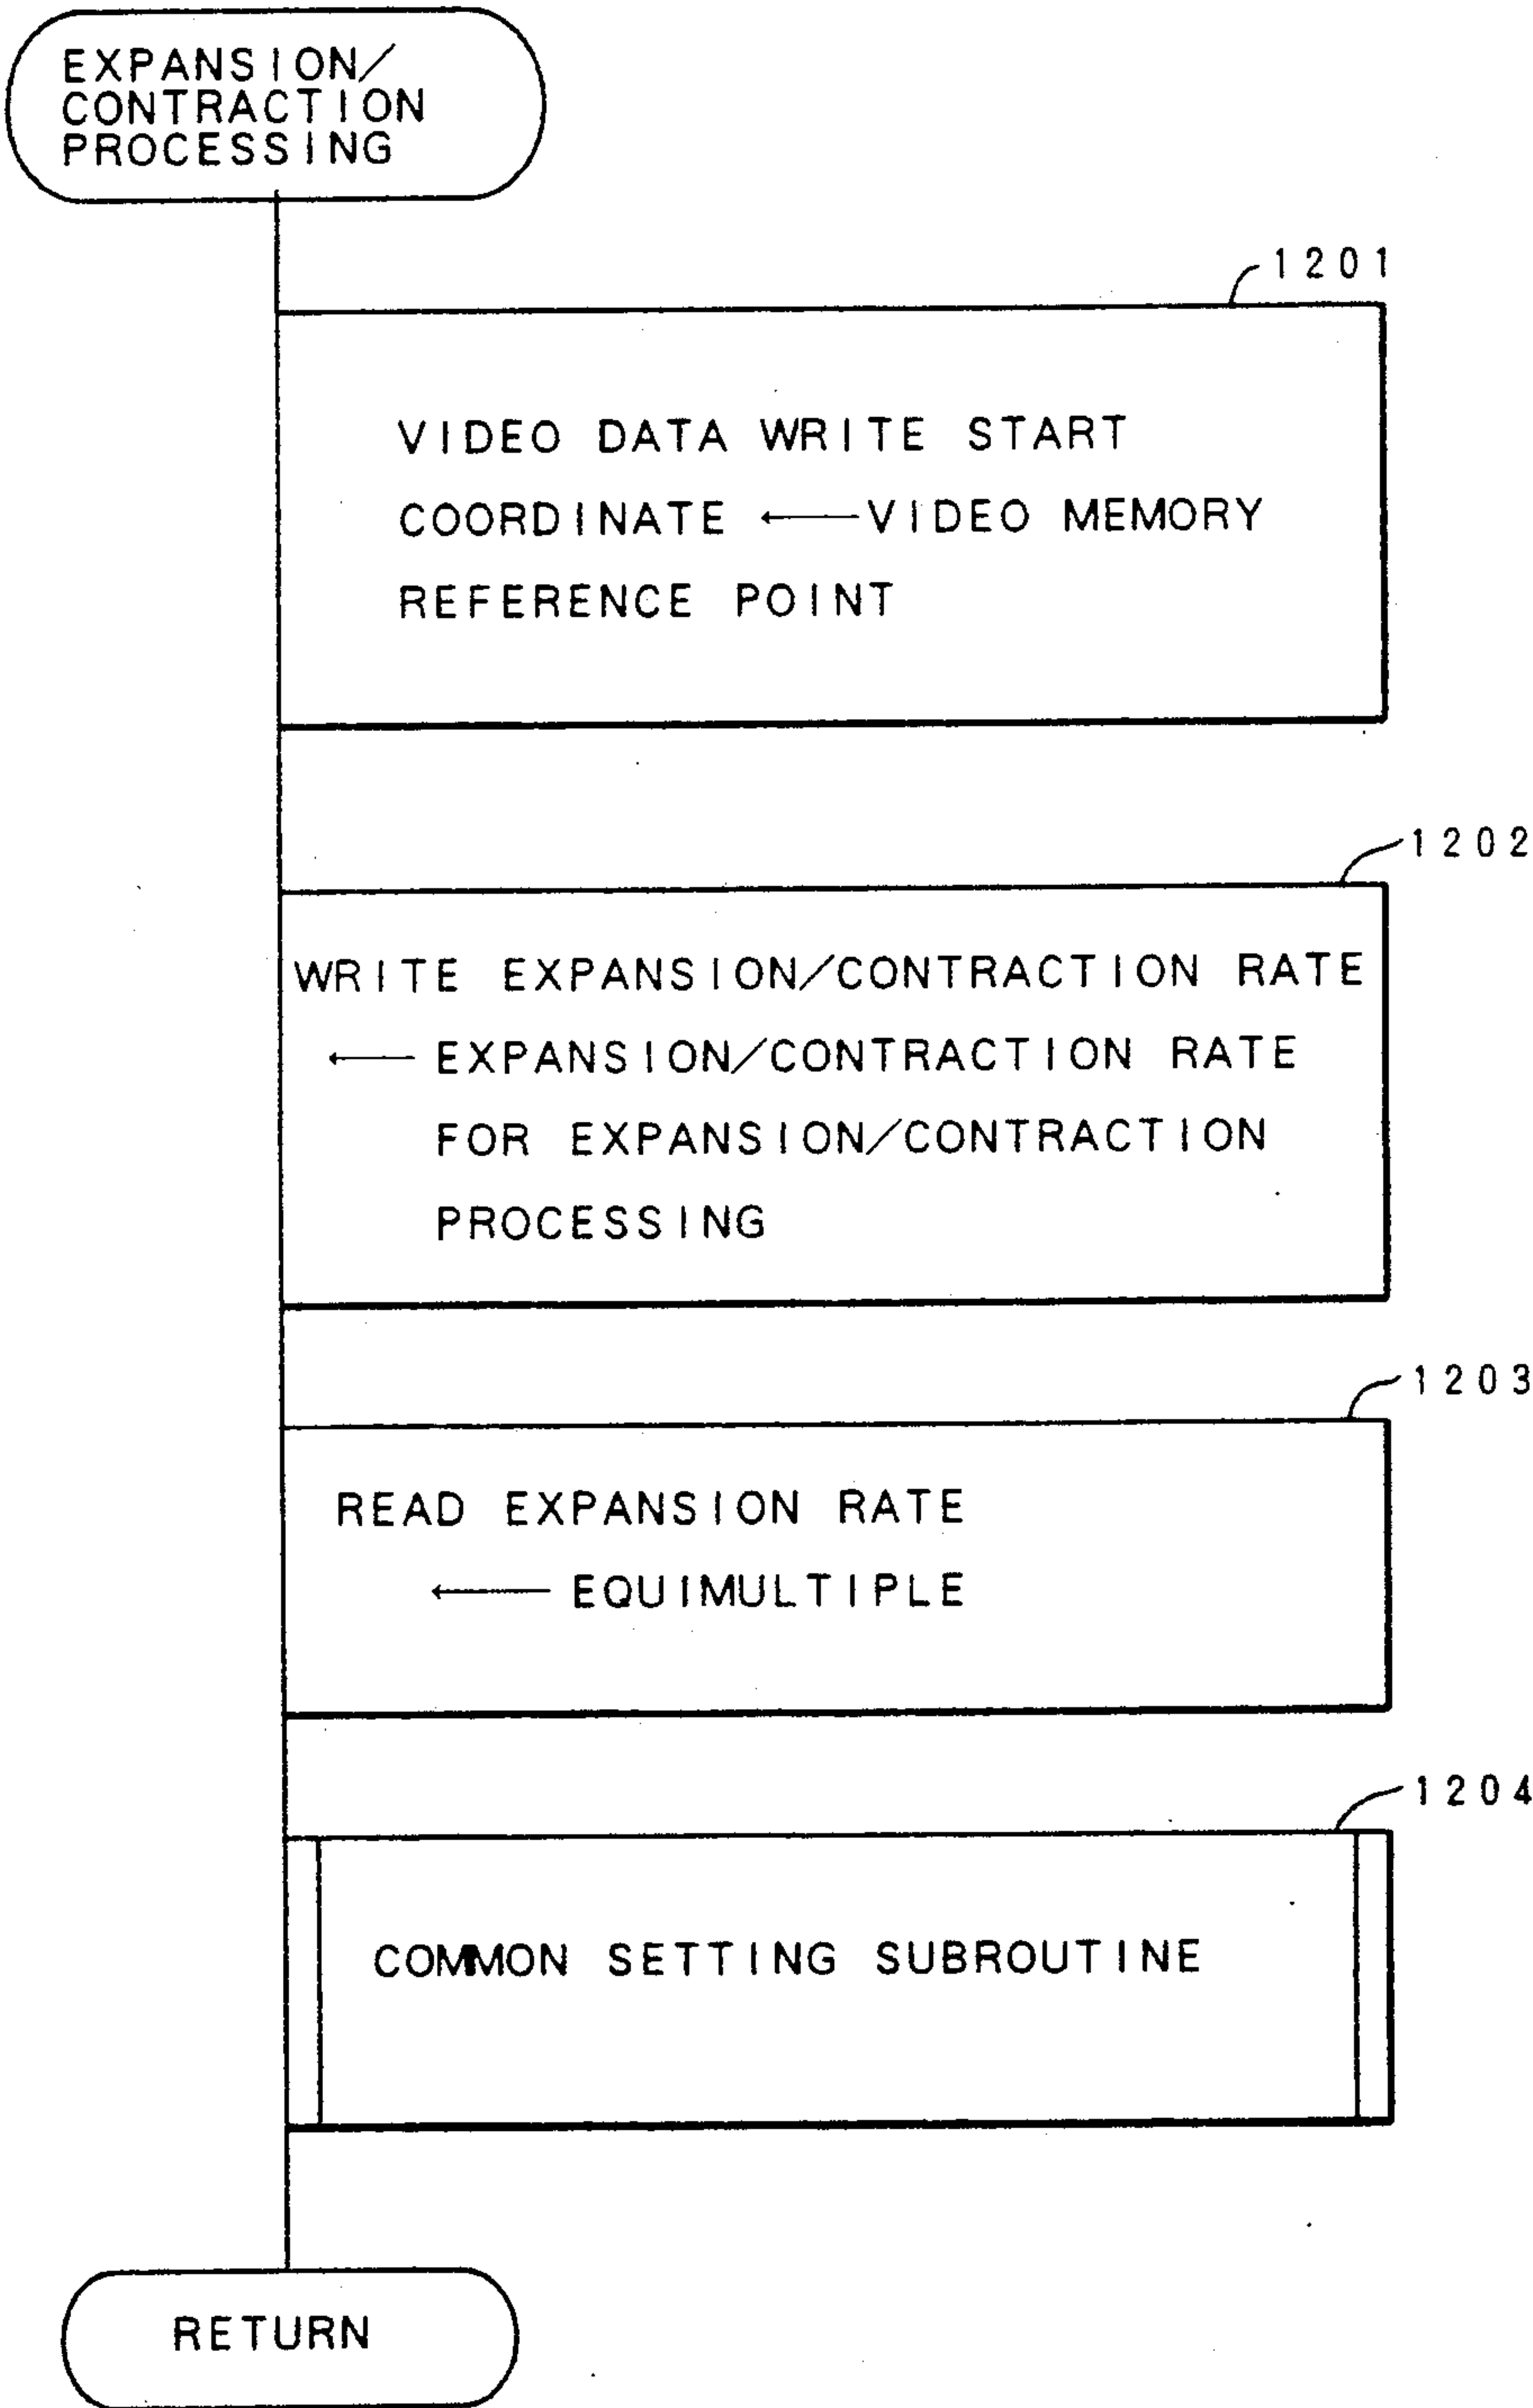 EXPANSION/
CONTRACTION
PROCESSING
1201
VIDEO DATA WRITE START
COORDINATE ← VIDEO MEMORY
REFERENCE POINT
1202
WRITE EXPANSION/CONTRACTION RATE
← EXPANSION/CONTRACTION RATE
FOR EXPANSION/CONTRACTION
PROCESSING
1203
READ EXPANSION RATE
← EQUIMULTIPLE
1204
COMMON SETTING SUBROUTINE
RETURN